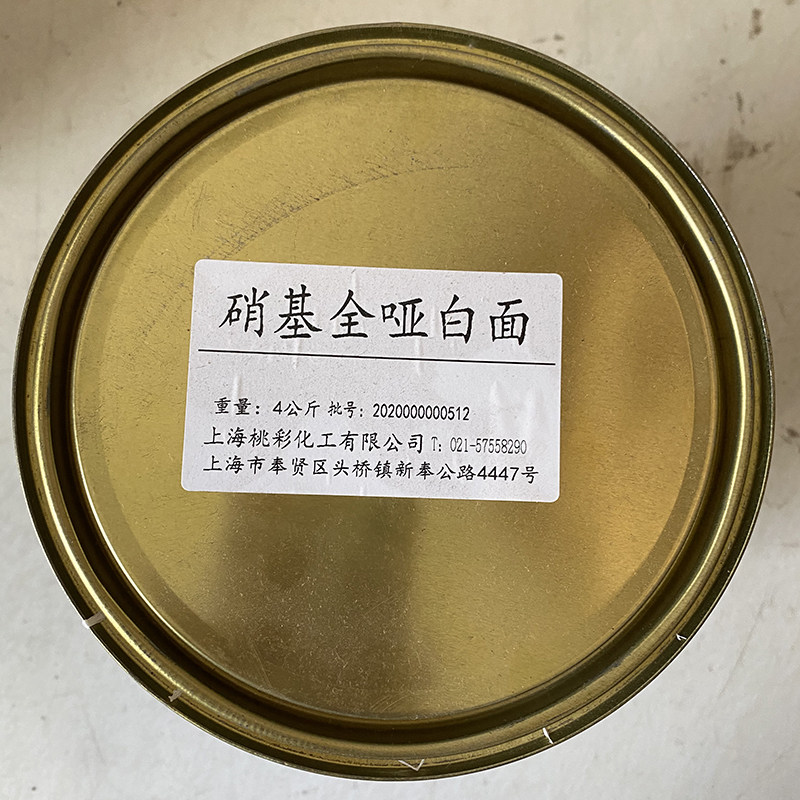 硝基全哑白面
重量：4公斤 批号：2020000000512
上海桃彩化工有限公司 T：021-57558290
上海市奉贤区头桥镇新奉公路4447号